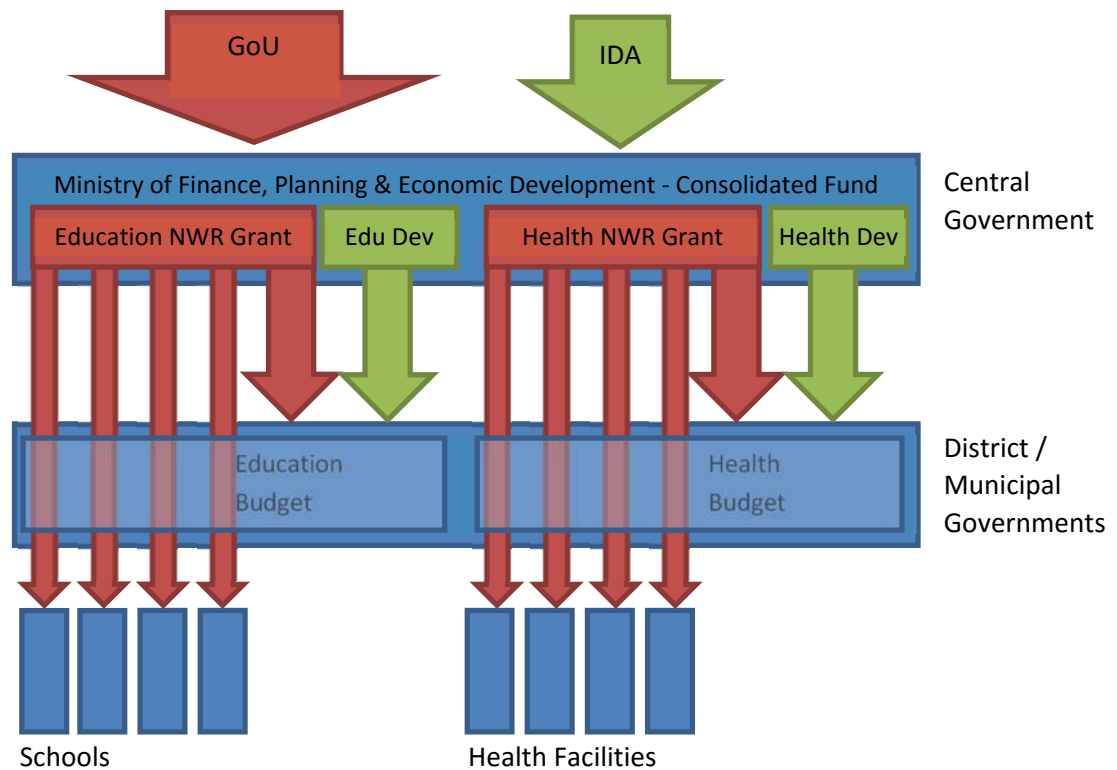 GoU
IDA
Ministry of Finance, Planning & Economic Development - Consolidated Fund
Education NWR Grant
Edu Dev
Health NWR Grant
Health Dev
Central
Government
Education
Budget
Health
Budget
District /
Municipal
Governments
Schools
Health Facilities